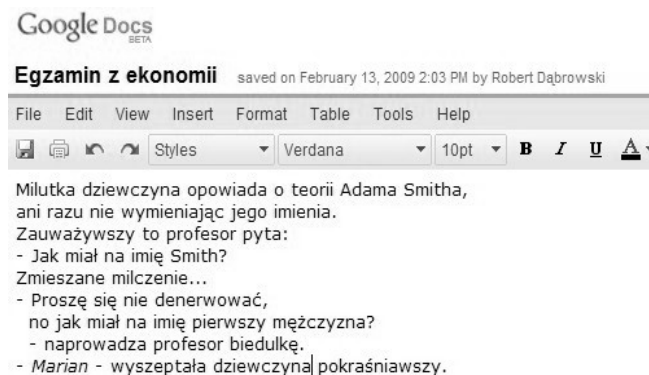 Google Docs
BETA
Egzamin z ekonomii saved on February 13, 2009 2:03 PM by Robert Dąbrowski
File Edit View Insert Format Table Tools Help
Styles Verdana 10pt B I U A
Milutka dziewczyna opowiada o teorii Adama Smitha,
ani razu nie wymieniając jego imienia.
Zauważywszy to profesor pyta:
- Jak miał na imię Smith?
Zmieszane milczenie...
- Proszę się nie denerwować,
no jak miał na imię pierwszy mężczyzna?
- naprowadza profesor biedulkę.
- Marian - wyszeptała dziewczyna pokraśniawszy.